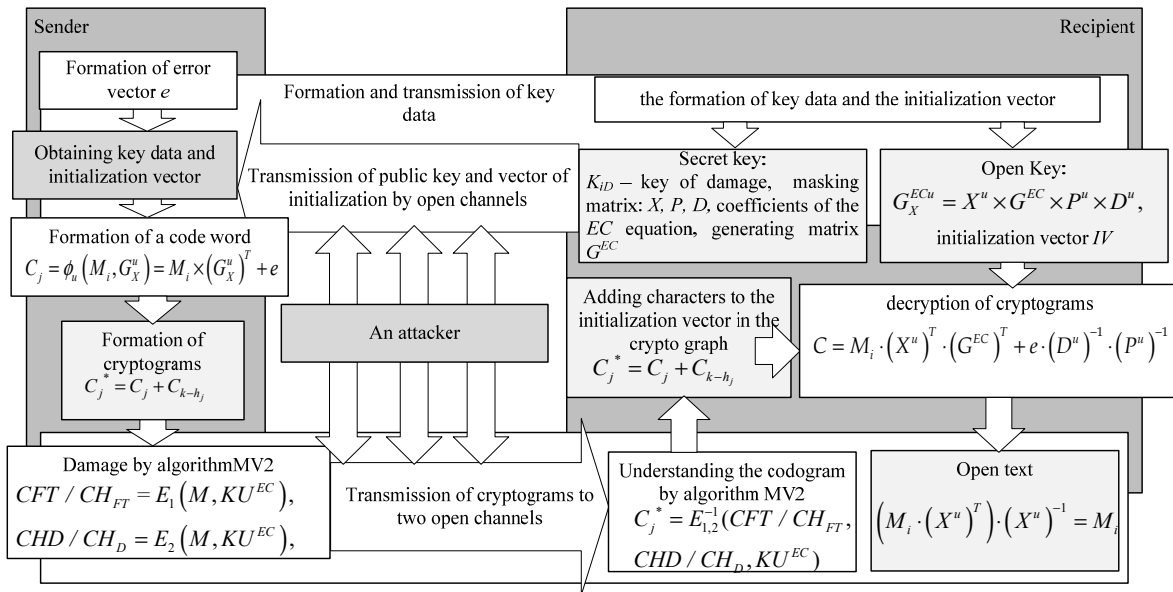 Sender
Recipient
Formation of error
vector e
Formation and transmission of key
data
the formation of key data and the initialization vector
Obtaining key data and
initialization vector
Transmission of public key and vector of
initialization by open channels
Secret key:
K_{iD} – key of damage, masking
matrix: X, P, D, coefficients of the
EC equation, generating matrix
G^{EC}
Open Key:
G_X^{ECu} = X^u × G^{EC} × P^u × D^u,
initialization vector IV
Formation of a code word
C_j = ϕ_u(M_i, G_X^u) = M_i × (G_X^u)^T + e
An attacker
Adding characters to the
initialization vector in the
crypto graph
C_j^* = C_j + C_{k−h_j}
decryption of cryptograms
C = M_i · (X^u)^T · (G^{EC})^T + e · (D^u)^{−1} · (P^u)^{−1}
Formation of
cryptograms
C_j^* = C_j + C_{k−h_j}
Damage by algorithmMV2
CFT / CH_{FT} = E_1(M, KU^{EC}),
CHD / CH_D = E_2(M, KU^{EC}),
Transmission of cryptograms to
two open channels
Understanding the codogram
by algorithm MV2
C_j^* = E_{1,2}^{−1}(CFT / CH_{FT},
CHD / CH_D, KU^{EC})
Open text
(M_i · (X^u)^T) · (X^u)^{−1} = M_i